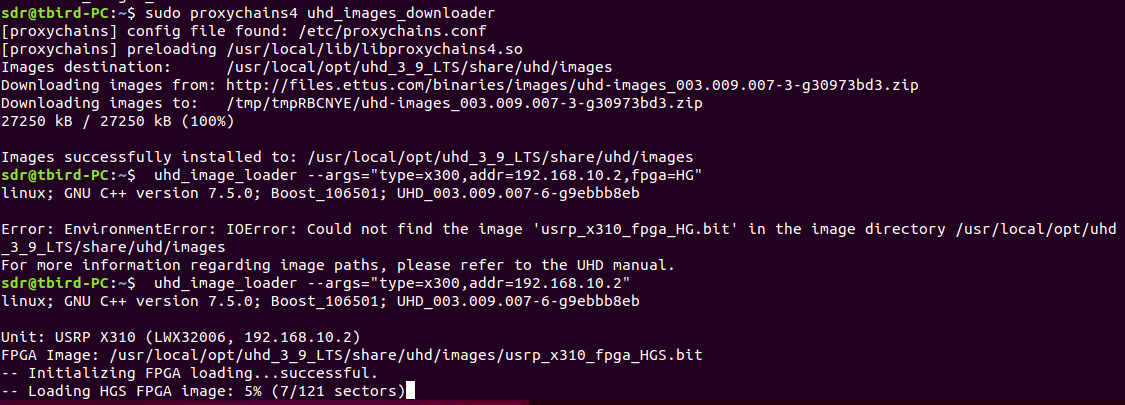 sdr@tbird-PC:~$ sudo proxychains4 uhd_images_downloader
[proxychains] config file found: /etc/proxychains.conf
[proxychains] preloading /usr/local/lib/libproxychains4.so
Images destination:      /usr/local/opt/uhd_3_9_LTS/share/uhd/images
Downloading images from: http://files.ettus.com/binaries/images/uhd-images_003.009.007-3-g30973bd3.zip
Downloading images to:   /tmp/tmpRBCNYE/uhd-images_003.009.007-3-g30973bd3.zip
27250 kB / 27250 kB (100%)

Images successfully installed to: /usr/local/opt/uhd_3_9_LTS/share/uhd/images
sdr@tbird-PC:~$  uhd_image_loader --args="type=x300,addr=192.168.10.2,fpga=HG"
linux; GNU C++ version 7.5.0; Boost_106501; UHD_003.009.007-6-g9ebbb8eb

Error: EnvironmentError: IOError: Could not find the image 'usrp_x310_fpga_HG.bit' in the image directory /usr/local/opt/uhd
_3_9_LTS/share/uhd/images
For more information regarding image paths, please refer to the UHD manual.
sdr@tbird-PC:~$  uhd_image_loader --args="type=x300,addr=192.168.10.2"
linux; GNU C++ version 7.5.0; Boost_106501; UHD_003.009.007-6-g9ebbb8eb

Unit: USRP X310 (LWX32006, 192.168.10.2)
FPGA Image: /usr/local/opt/uhd_3_9_LTS/share/uhd/images/usrp_x310_fpga_HGS.bit
-- Initializing FPGA loading...successful.
-- Loading HGS FPGA image: 5% (7/121 sectors)